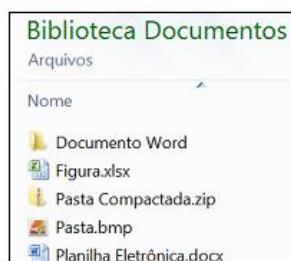 Biblioteca Documentos
Arquivos
Nome
Documento Word
Figura.xlsx
Pasta Compactada.zip
Pasta.bmp
Planilha Eletrônica.docx